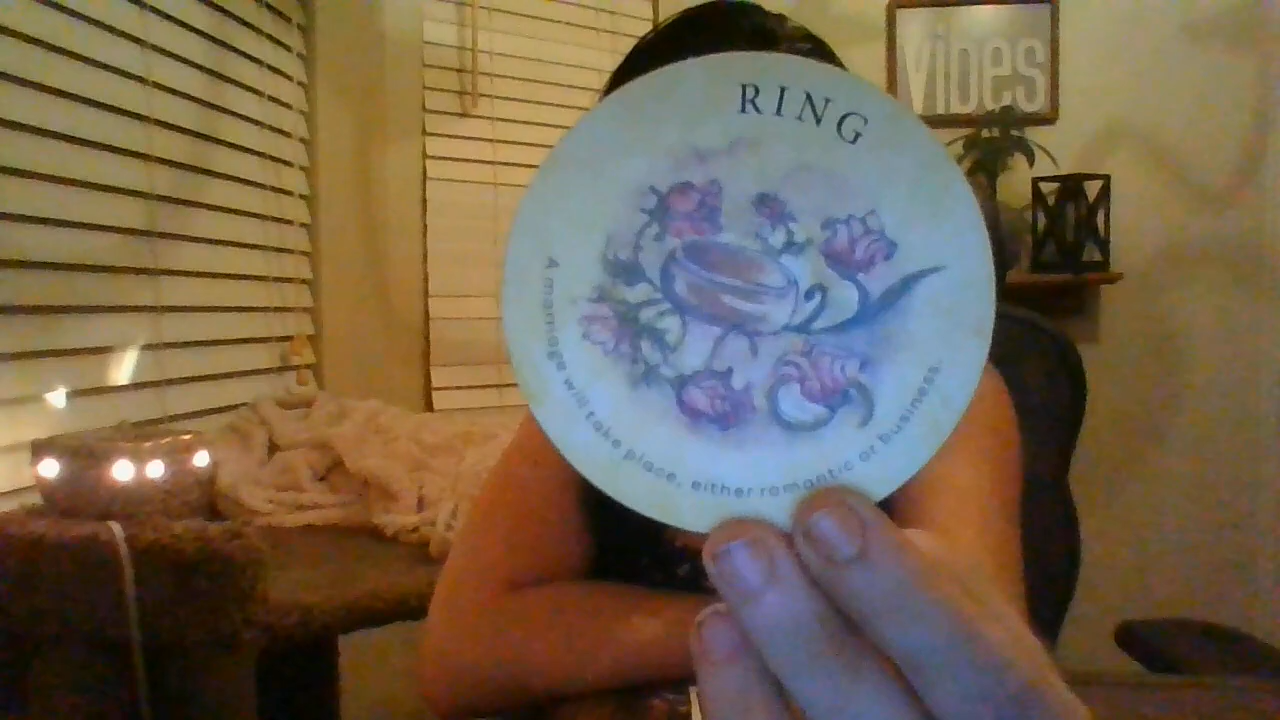 vibes
RING
A marriage will take place, either romantic or business.